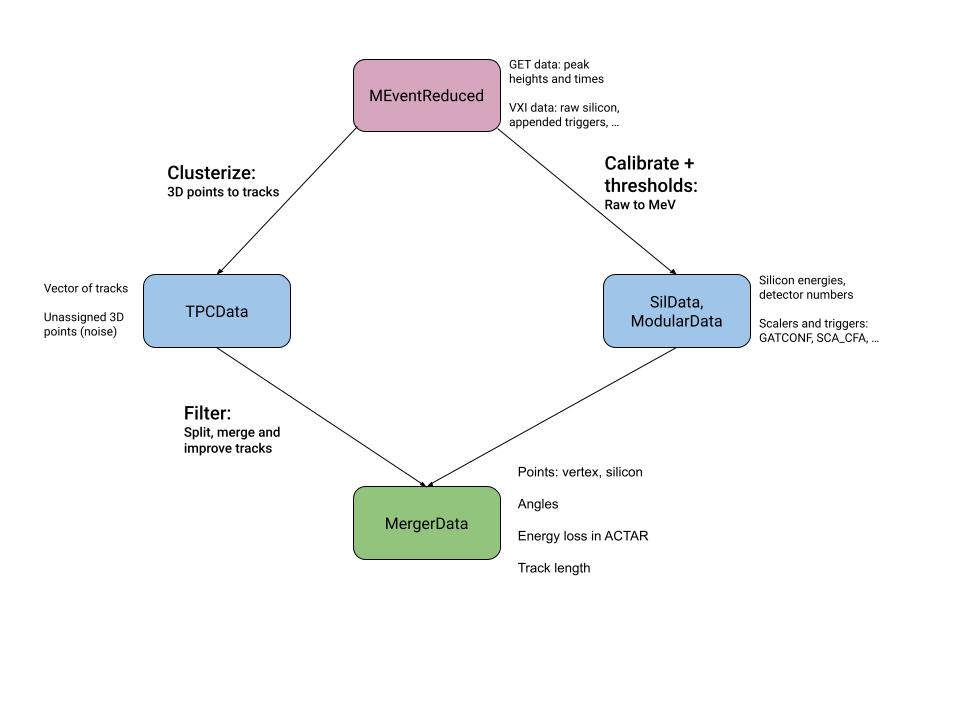 MEventReduced
GET data: peak
heights and times
VXI data: raw silicon,
appended triggers, …
Clusterize:
3D points to tracks
Calibrate +
thresholds:
Raw to MeV
Vector of tracks
Unassigned 3D
points (noise)
TPCData
SilData,
ModularData
Silicon energies,
detector numbers
Scalers and triggers:
GATCONF, SCA_CFA, …
Filter:
Split, merge and
improve tracks
MergerData
Points: vertex, silicon
Angles
Energy loss in ACTAR
Track length